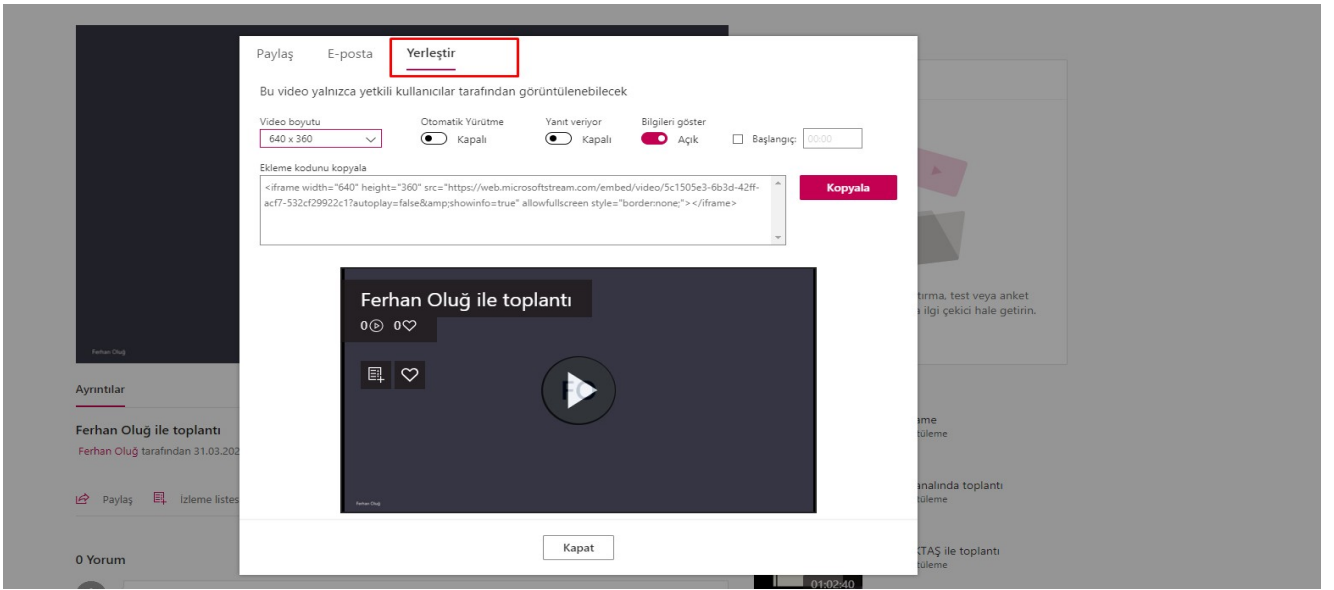 Paylaş E-posta Yerleştir
Bu video yalnızca yetkili kullanıcılar tarafından görüntülenebilecek
Video boyutu Otomatik Yürütme Yanıt veriyor Bilgileri göster
640 x 360 Kapalı Kapalı Açık Başlangıç: 00:00
Ekleme kodunu kopyala
<iframe width="640" height="360" src="https://web.microsoftstream.com/embed/video/5c1505e3-6b3d-42ff-
acf7-532cf29922c1?autoplay=false&amp;showinfo=true" allowfullscreen style="border:none;"></iframe>
Kopyala
Ferhan Oluğ ile toplantı
0 0
FO
Ferhan Oluğ
Kapat
Ferhan Oluğ
Ayrıntılar
Ferhan Oluğ ile toplantı
Ferhan Oluğ tarafından 31.03.202
Paylaş İzleme listes
0 Yorum
tırma, test veya anket
ilgi çekici hale getirin.
ame
tüleme
analında toplantı
tüleme
KTAŞ ile toplantı
tüleme
01:02:40